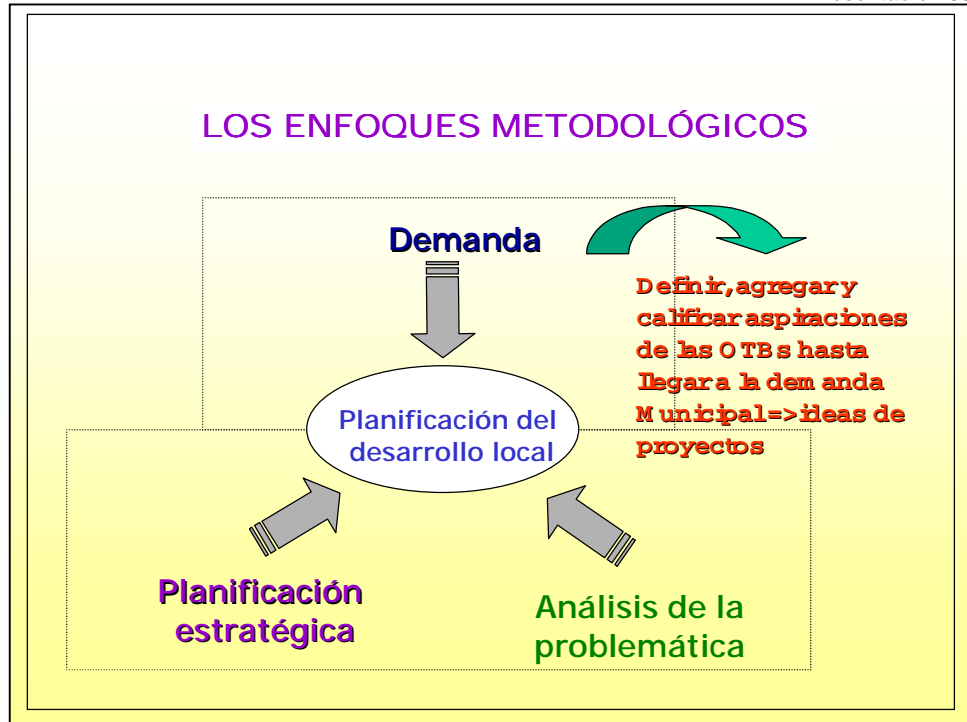 LOS ENFOQUES METODOLÓGICOS
Demanda
Definir, agregar y
calificar aspiraciones
de las OTBs hasta
llegar a la demanda
Municipal => ideas de
proyectos
Planificación del
desarrollo local
Planificación
estratégica
Análisis de la
problemática